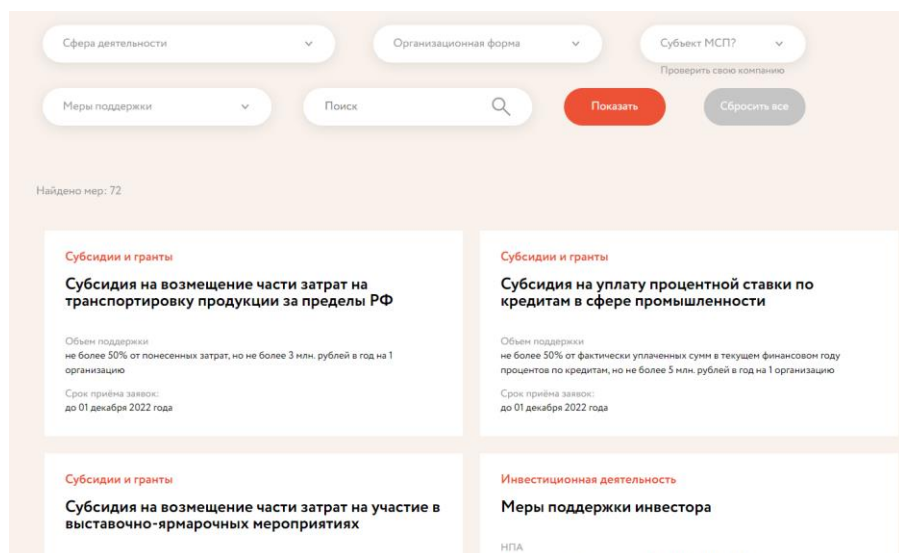 Сфера деятельности
Организационная форма
Субъект МСП?
Проверить свою компанию
Меры поддержки
Поиск
Показать
Сбросить все
Найдено мер: 72
Субсидии и гранты
Субсидия на возмещение части затрат на
транспортировку продукции за пределы РФ
Объем поддержки
не более 50% от понесенных затрат, но не более 3 млн. рублей в год на 1
организацию
Срок приёма заявок:
до 01 декабря 2022 года
Субсидии и гранты
Субсидия на уплату процентной ставки по
кредитам в сфере промышленности
Объем поддержки
не более 50% от фактически уплаченных сумм в текущем финансовом году
процентов по кредитам, но не более 5 млн. рублей в год на 1 организацию
Срок приёма заявок:
до 01 декабря 2022 года
Субсидии и гранты
Субсидия на возмещение части затрат на участие в
выставочно-ярмарочных мероприятиях
Инвестиционная деятельность
Меры поддержки инвестора
НПА